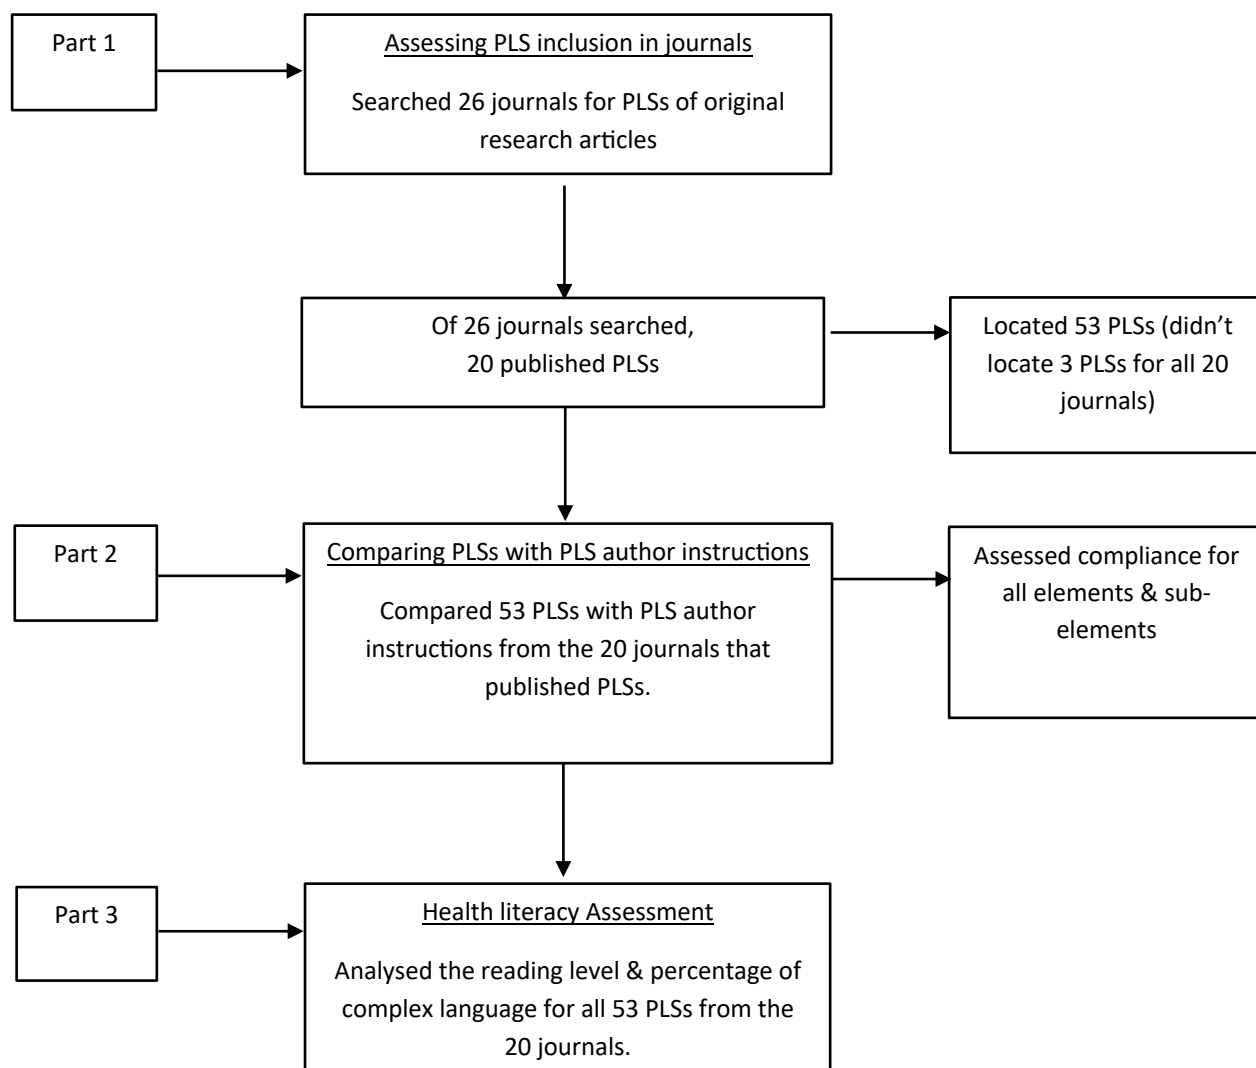 Part 1
Assessing PLS inclusion in journals
Searched 26 journals for PLSs of original
research articles
Of 26 journals searched,
20 published PLSs
Located 53 PLSs (didn’t
locate 3 PLSs for all 20
journals)
Part 2
Comparing PLSs with PLS author instructions
Compared 53 PLSs with PLS author
instructions from the 20 journals that
published PLSs.
Assessed compliance for
all elements & sub-
elements
Part 3
Health literacy Assessment
Analysed the reading level & percentage of
complex language for all 53 PLSs from the
20 journals.